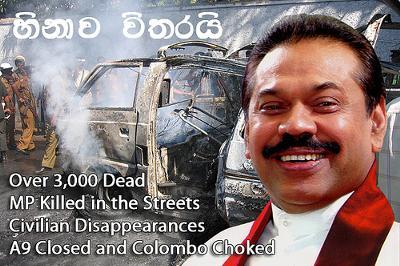 හිනාව විතරයි
Over 3,000 Dead
MP Killed in the Streets
Civilian Disappearances
A9 Closed and Colombo Choked